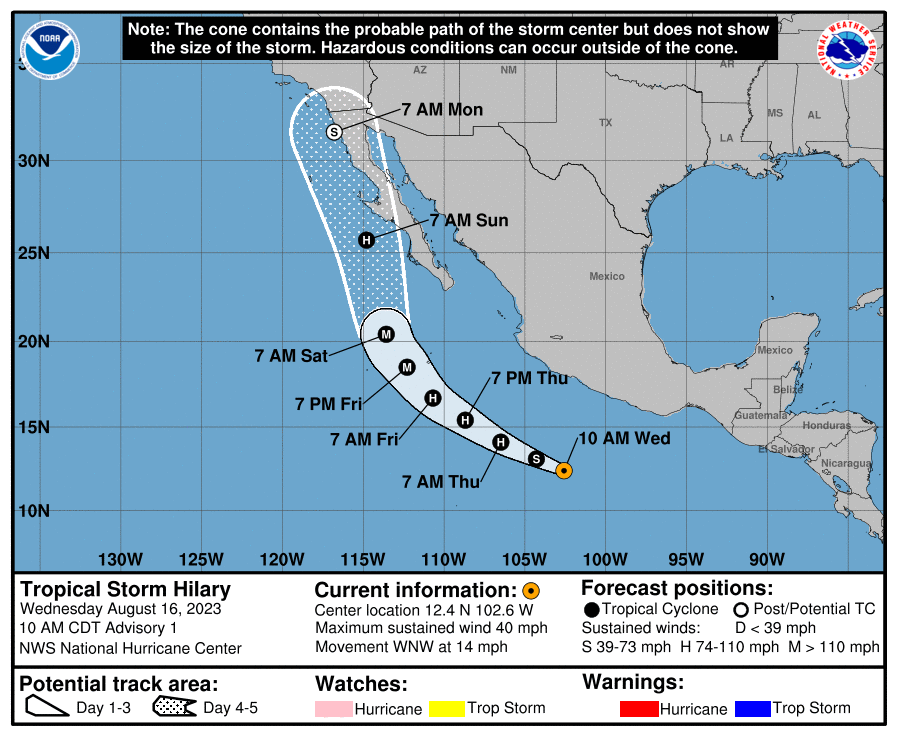 Note: The cone contains the probable path of the storm center but does not show
the size of the storm. Hazardous conditions can occur outside of the cone.
NOAA
NATIONAL WEATHER SERVICE
AZ
NM
AR
TX
MS
AL
LA
7 AM Mon
S
30N
7 AM Sun
H
25N
Mexico
20N
M
7 AM Sat
Mexico
M
7 PM Fri
7 PM Thu
Belize
H
H
15N
Guatemala
Honduras
7 AM Fri
10 AM Wed
H
El Salvador
S
Nicaragua
7 AM Thu
10N
130W 125W 120W 115W 110W 105W 100W 95W 90W
Tropical Storm Hilary
Wednesday August 16, 2023
10 AM CDT Advisory 1
NWS National Hurricane Center
Current information:
Center location 12.4 N 102.6 W
Maximum sustained wind 40 mph
Movement WNW at 14 mph
Forecast positions:
Tropical Cyclone Post/Potential TC
Sustained winds: D < 39 mph
S 39-73 mph H 74-110 mph M > 110 mph
Potential track area:
Day 1-3 Day 4-5
Watches:
Hurricane Trop Storm
Warnings:
Hurricane Trop Storm